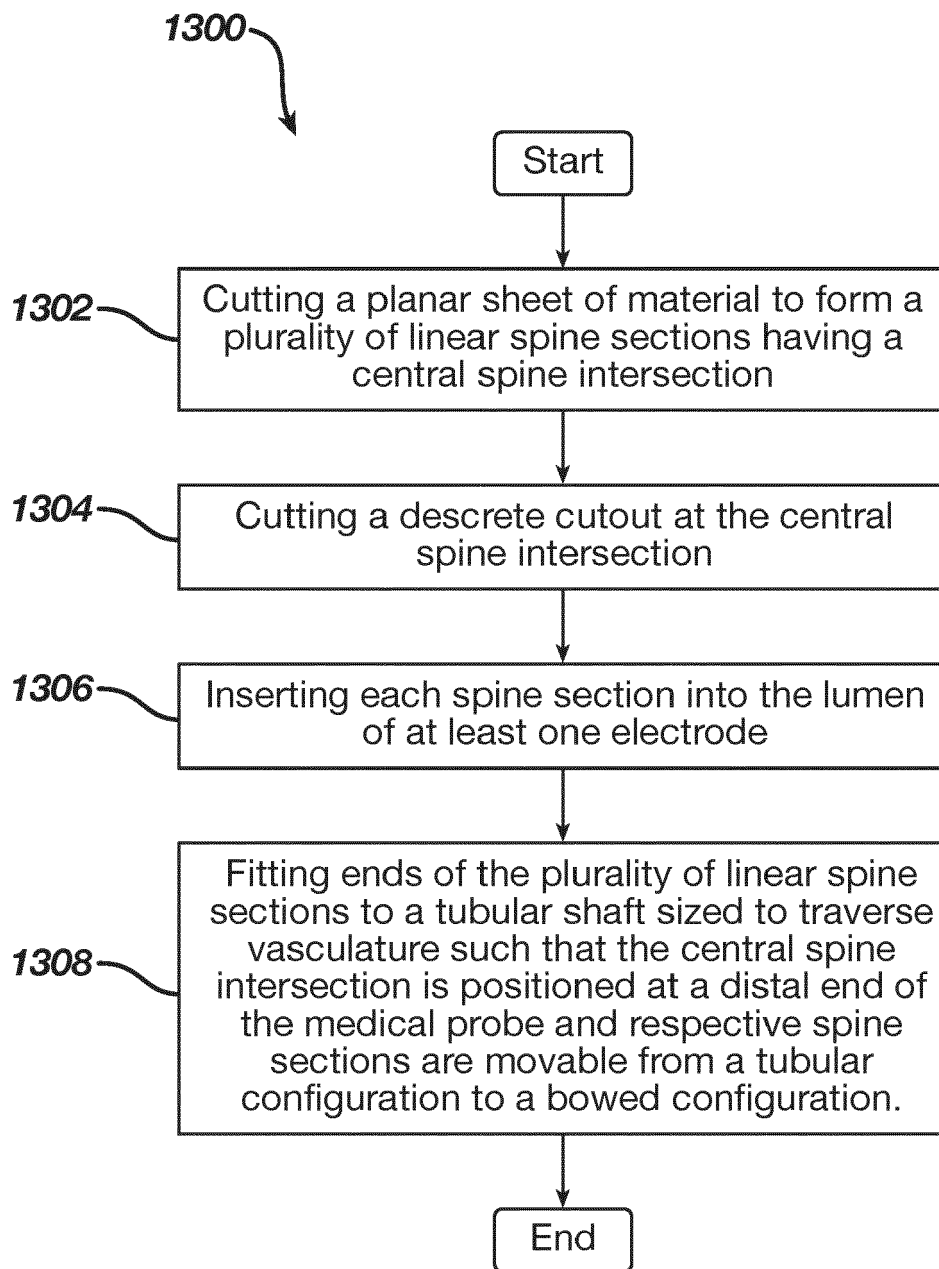 1300
Start
1302
Cutting a planar sheet of material to form a
plurality of linear spine sections having a
central spine intersection
1304
Cutting a descrete cutout at the central
spine intersection
1306
Inserting each spine section into the lumen
of at least one electrode
1308
Fitting ends of the plurality of linear spine
sections to a tubular shaft sized to traverse
vasculature such that the central spine
intersection is positioned at a distal end of
the medical probe and respective spine
sections are movable from a tubular
configuration to a bowed configuration.
End